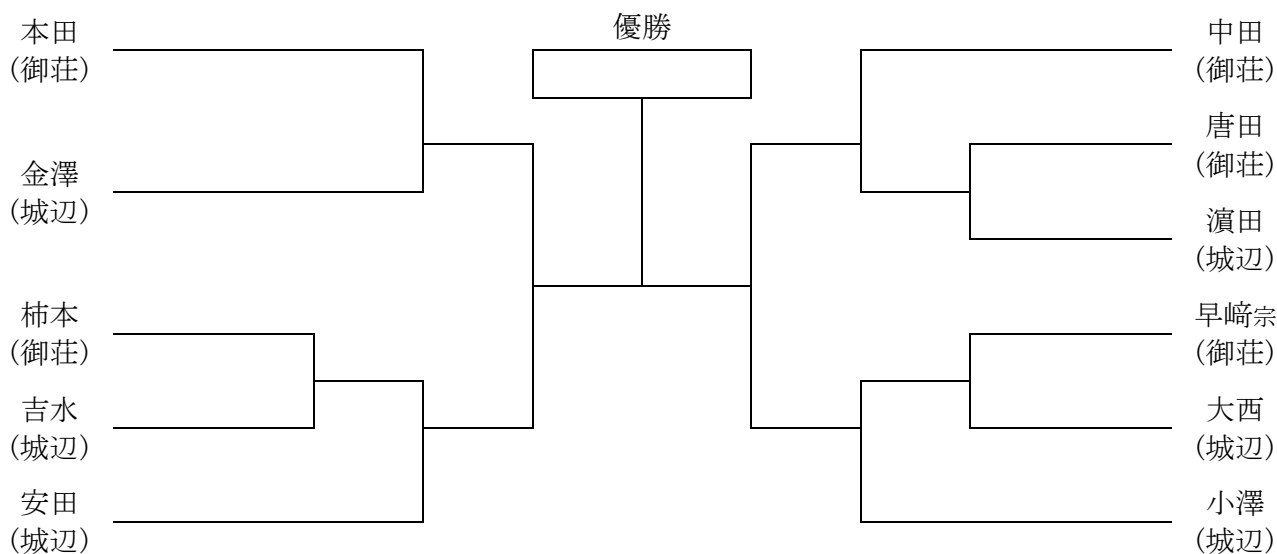 優勝
本田
(御荘)
金澤
(城辺)
柿本
(御荘)
吉水
(城辺)
安田
(城辺)
中田
(御荘)
唐田
(御荘)
濵田
(城辺)
早﨑宗
(御荘)
大西
(城辺)
小澤
(城辺)